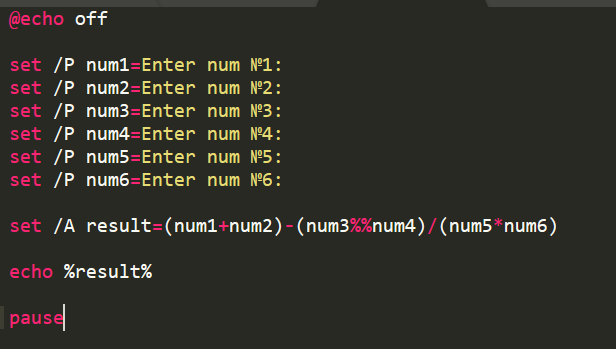 @echo off
set /P num1=Enter num №1:
set /P num2=Enter num №2:
set /P num3=Enter num №3:
set /P num4=Enter num №4:
set /P num5=Enter num №5:
set /P num6=Enter num №6:
set /A result=(num1+num2)-(num3%%num4)/(num5*num6)
echo %result%
pause